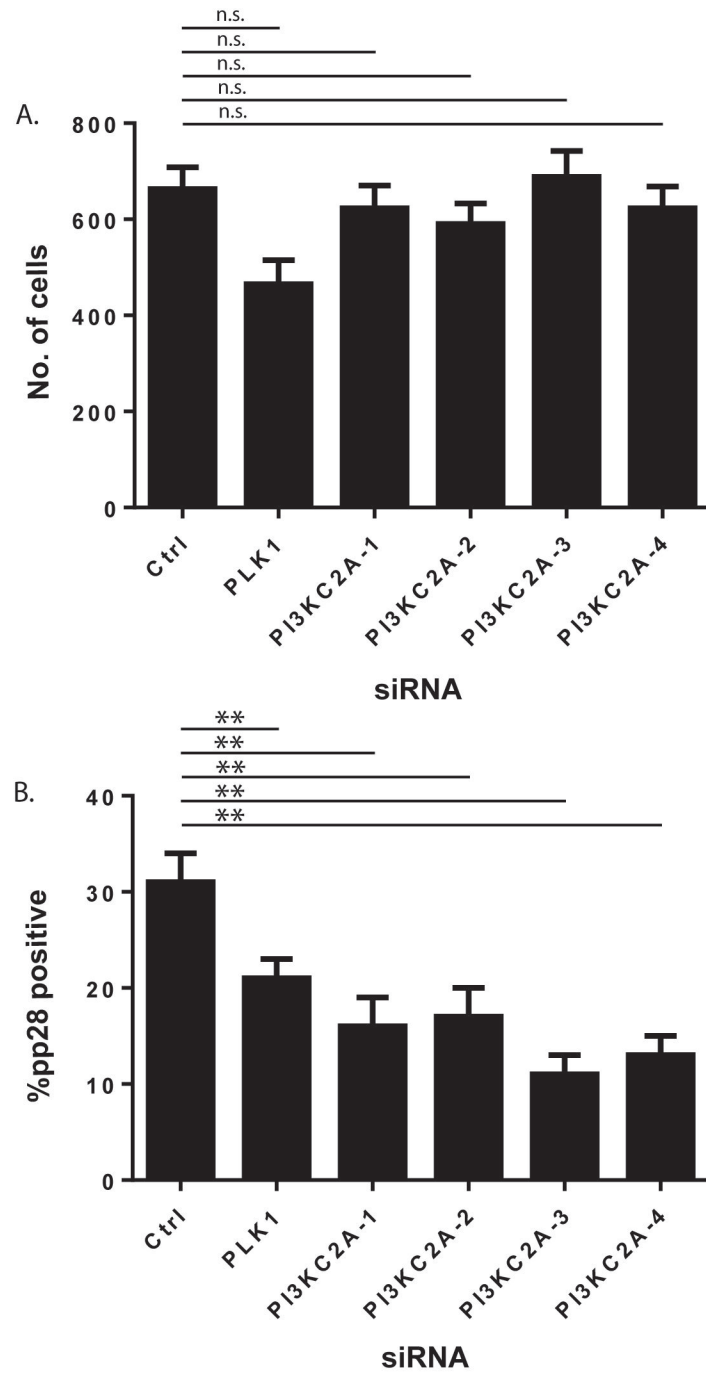 n.s.
n.s.
n.s.
n.s.
n.s.
A.
800
600
400
200
0
No. of cells
Ctrl
PLK1
PI3KC2A-1
PI3KC2A-2
PI3KC2A-3
PI3KC2A-4
siRNA
**
**
**
**
**
B.
40
30
20
10
0
%pp28 positive
Ctrl
PLK1
PI3KC2A-1
PI3KC2A-2
PI3KC2A-3
PI3KC2A-4
siRNA